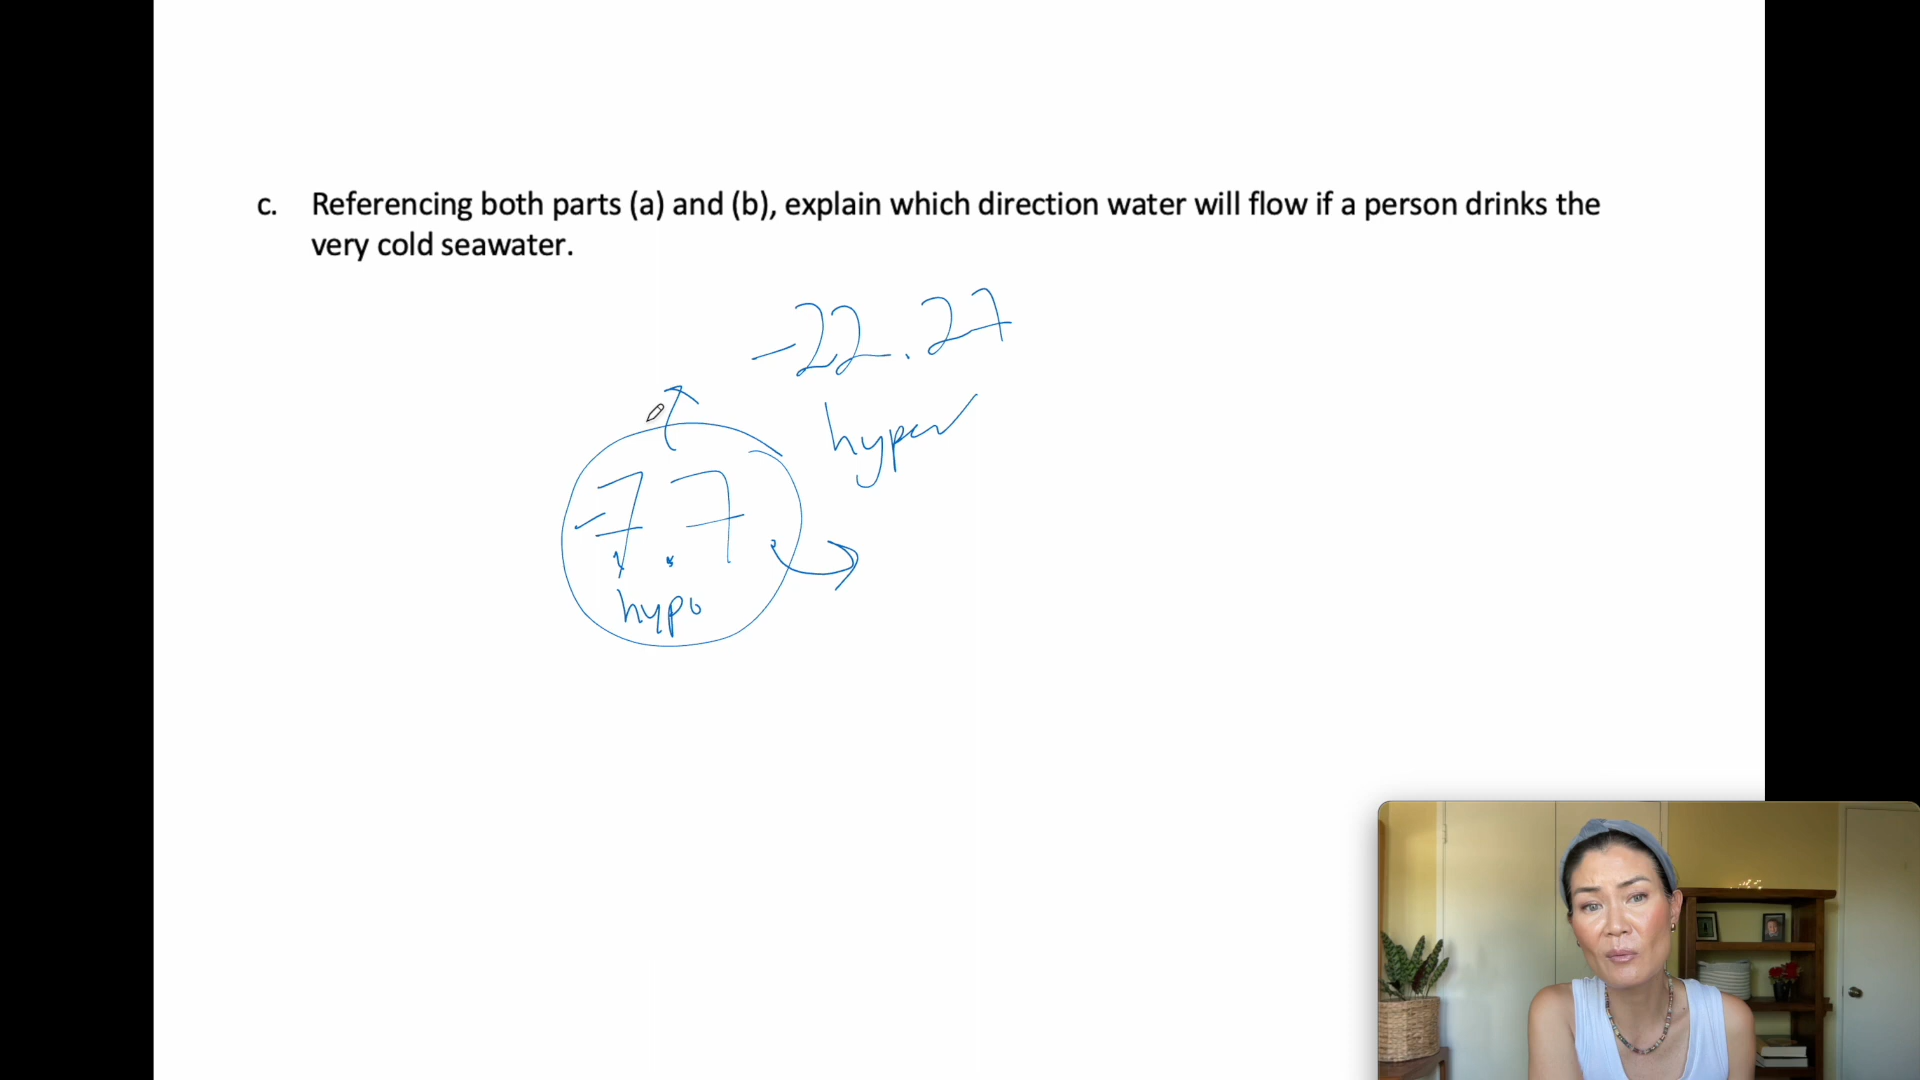 c. Referencing both parts (a) and (b), explain which direction water will flow if a person drinks the
very cold seawater.
-22.27
hyper
-7.7
hypo